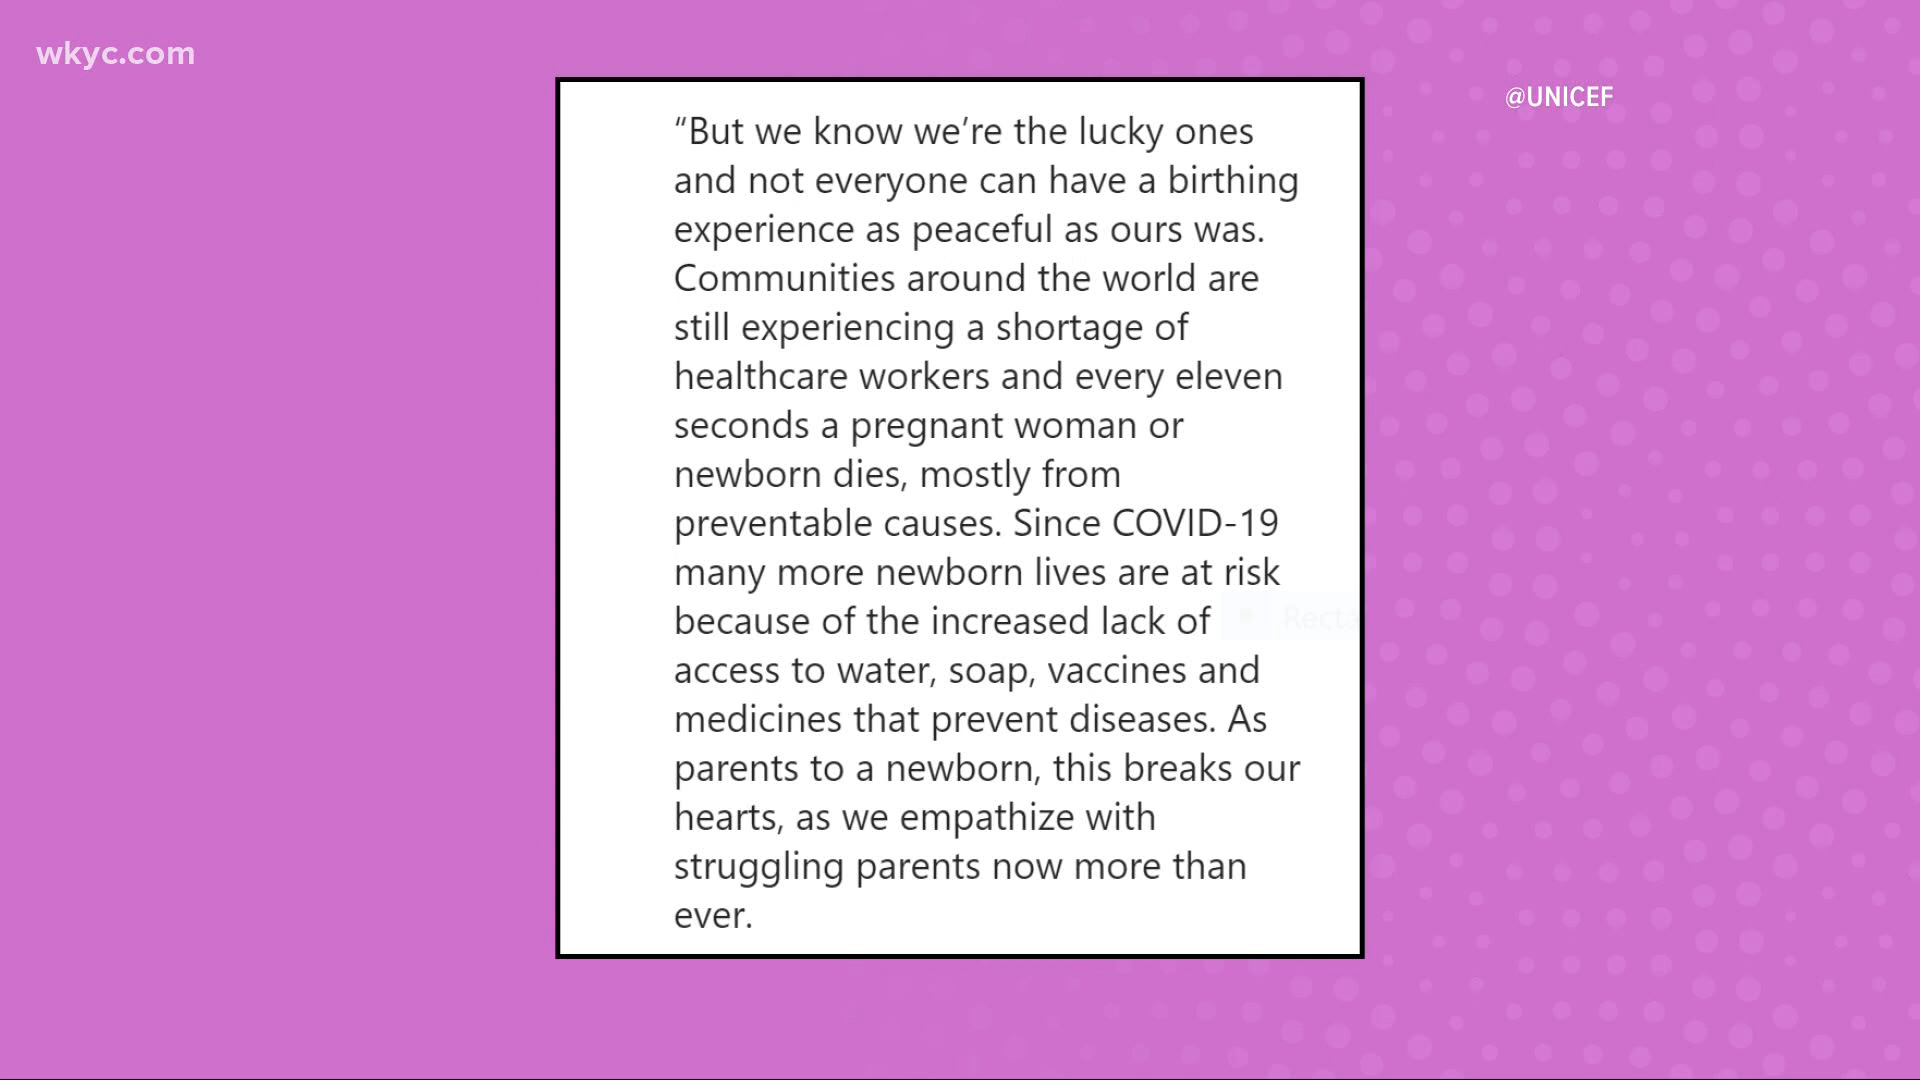 wkyc.com
@UNICEF
“But we know we’re the lucky ones
and not everyone can have a birthing
experience as peaceful as ours was.
Communities around the world are
still experiencing a shortage of
healthcare workers and every eleven
seconds a pregnant woman or
newborn dies, mostly from
preventable causes. Since COVID-19
many more newborn lives are at risk
because of the increased lack of
access to water, soap, vaccines and
medicines that prevent diseases. As
parents to a newborn, this breaks our
hearts, as we empathize with
struggling parents now more than
ever.